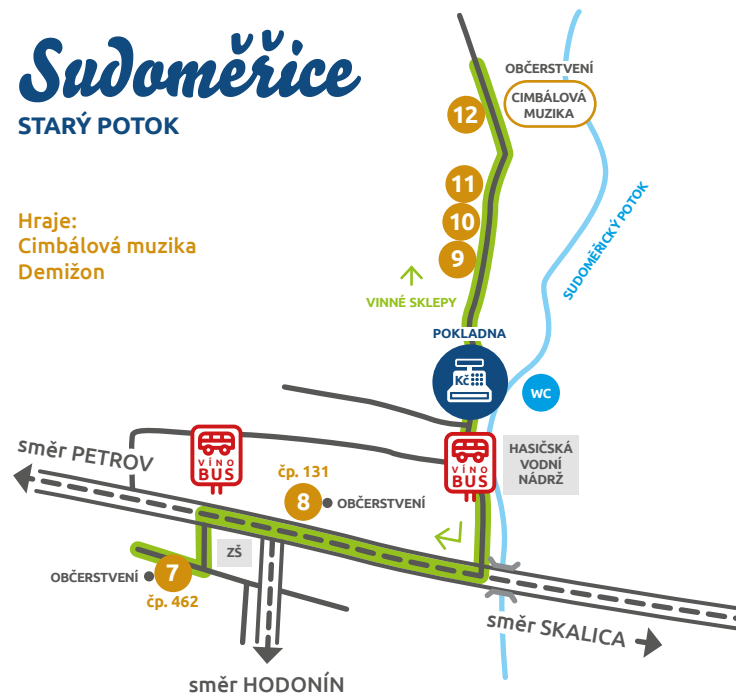 Sudoměřice
STARÝ POTOK
Hraje:
Cimbálová muzika
Demižon
OBČERSTVENÍ
CIMBÁLOVÁ
MUZIKA
12
11
10
9
SUDOMĚŘICKÝ POTOK
VINNÉ SKLEPY
POKLADNA
Kč
WC
VÍNO
BUS
VÍNO
BUS
HASIČSKÁ
VODNÍ
NÁDRŽ
směr PETROV
čp. 131
8
OBČERSTVENÍ
ZŠ
7
OBČERSTVENÍ
čp. 462
směr SKALICA
směr HODONÍN